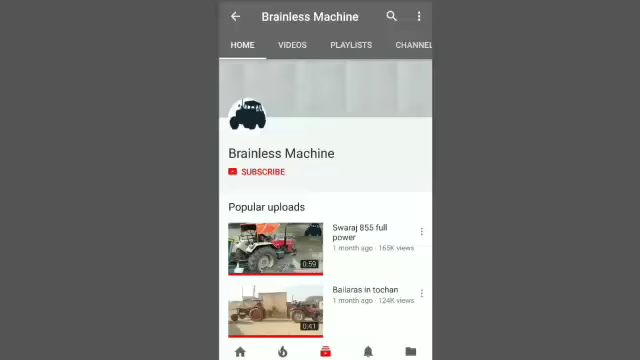 Brainless Machine
HOME VIDEOS PLAYLISTS CHANNEL
Brainless Machine
SUBSCRIBE
Popular uploads
Swaraj 855 full
power
1 month ago · 165K views
0:59
Bailaras in tochan
1 month ago · 124K views
0:41